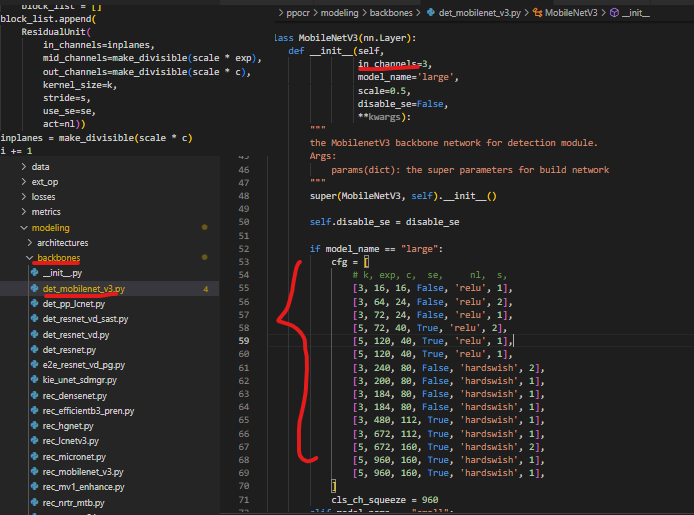 block_list = []
block_list.append(
ResidualUnit(
in_channels=inplanes,
mid_channels=make_divisible(scale * exp),
out_channels=make_divisible(scale * c),
kernel_size=k,
stride=s,
use_se=se,
act=nl))
inplanes = make_divisible(scale * c)
i += 1
> data
> ext_op
> losses
> metrics
modeling
> architectures
backbones
__init__.py
det_mobilenet_v3.py 4
det_pp_lcnet.py
det_resnet_vd_sast.py
det_resnet_vd.py
det_resnet.py
e2e_resnet_vd_pg.py
kie_unet_sdmgr.py
rec_densenet.py
rec_efficientb3_pren.py
rec_hgnet.py
rec_lcnetv3.py
rec_micronet.py
rec_mobilenet_v3.py
rec_mv1_enhance.py
rec_nrtr_mtb.py
> ppocr > modeling > backbones > det_mobilenet_v3.py > MobileNetV3 > __init__
class MobileNetV3(nn.Layer):
def __init__(self,
in_channels=3,
model_name='large',
scale=0.5,
disable_se=False,
**kwargs):
"""
the MobilenetV3 backbone network for detection module.
45 Args:
46 params(dict): the super parameters for build network
47 """
48 super(MobileNetV3, self).__init__()
49
50 self.disable_se = disable_se
51
52 if model_name == "large":
53 cfg = [
54 # k, exp, c, se, nl, s,
55 [3, 16, 16, False, 'relu', 1],
56 [3, 64, 24, False, 'relu', 2],
57 [3, 72, 24, False, 'relu', 1],
58 [5, 72, 40, True, 'relu', 2],
59 [5, 120, 40, True, 'relu', 1],
60 [5, 120, 40, True, 'relu', 1],
61 [3, 240, 80, False, 'hardswish', 2],
62 [3, 200, 80, False, 'hardswish', 1],
63 [3, 184, 80, False, 'hardswish', 1],
64 [3, 184, 80, False, 'hardswish', 1],
65 [3, 480, 112, True, 'hardswish', 1],
66 [3, 672, 112, True, 'hardswish', 1],
67 [5, 672, 160, True, 'hardswish', 2],
68 [5, 960, 160, True, 'hardswish', 1],
69 [5, 960, 160, True, 'hardswish', 1],
70 ]
71 cls_ch_squeeze = 960